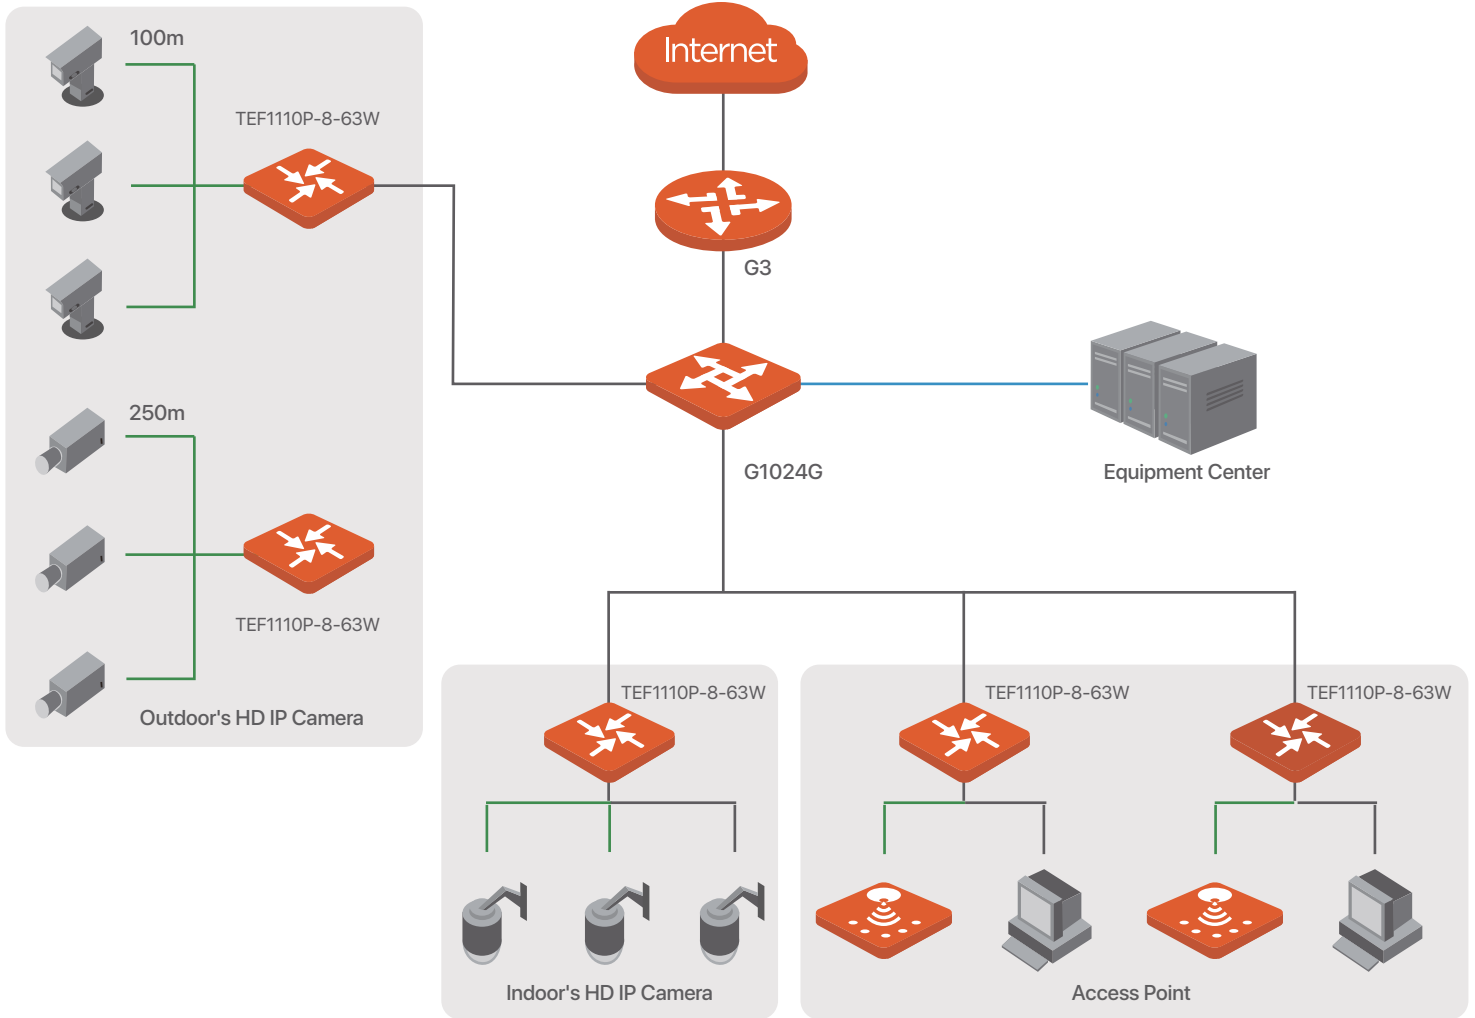 100m
Internet
TEF1110P-8-63W
G3
250m
G1024G
Equipment Center
TEF1110P-8-63W
Outdoor's HD IP Camera
TEF1110P-8-63W
TEF1110P-8-63W
TEF1110P-8-63W
Indoor's HD IP Camera
Access Point